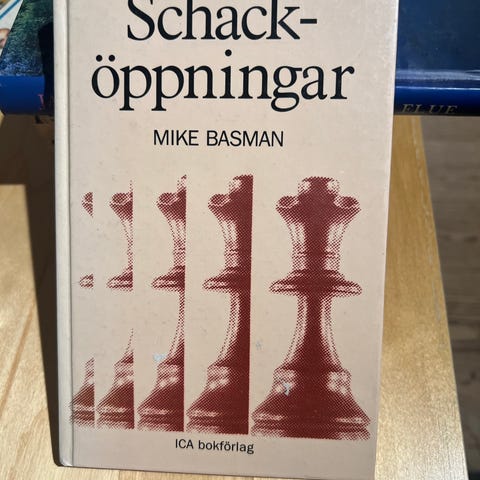 Schack-
öppningar
MIKE BASMAN
ICA bokförlag